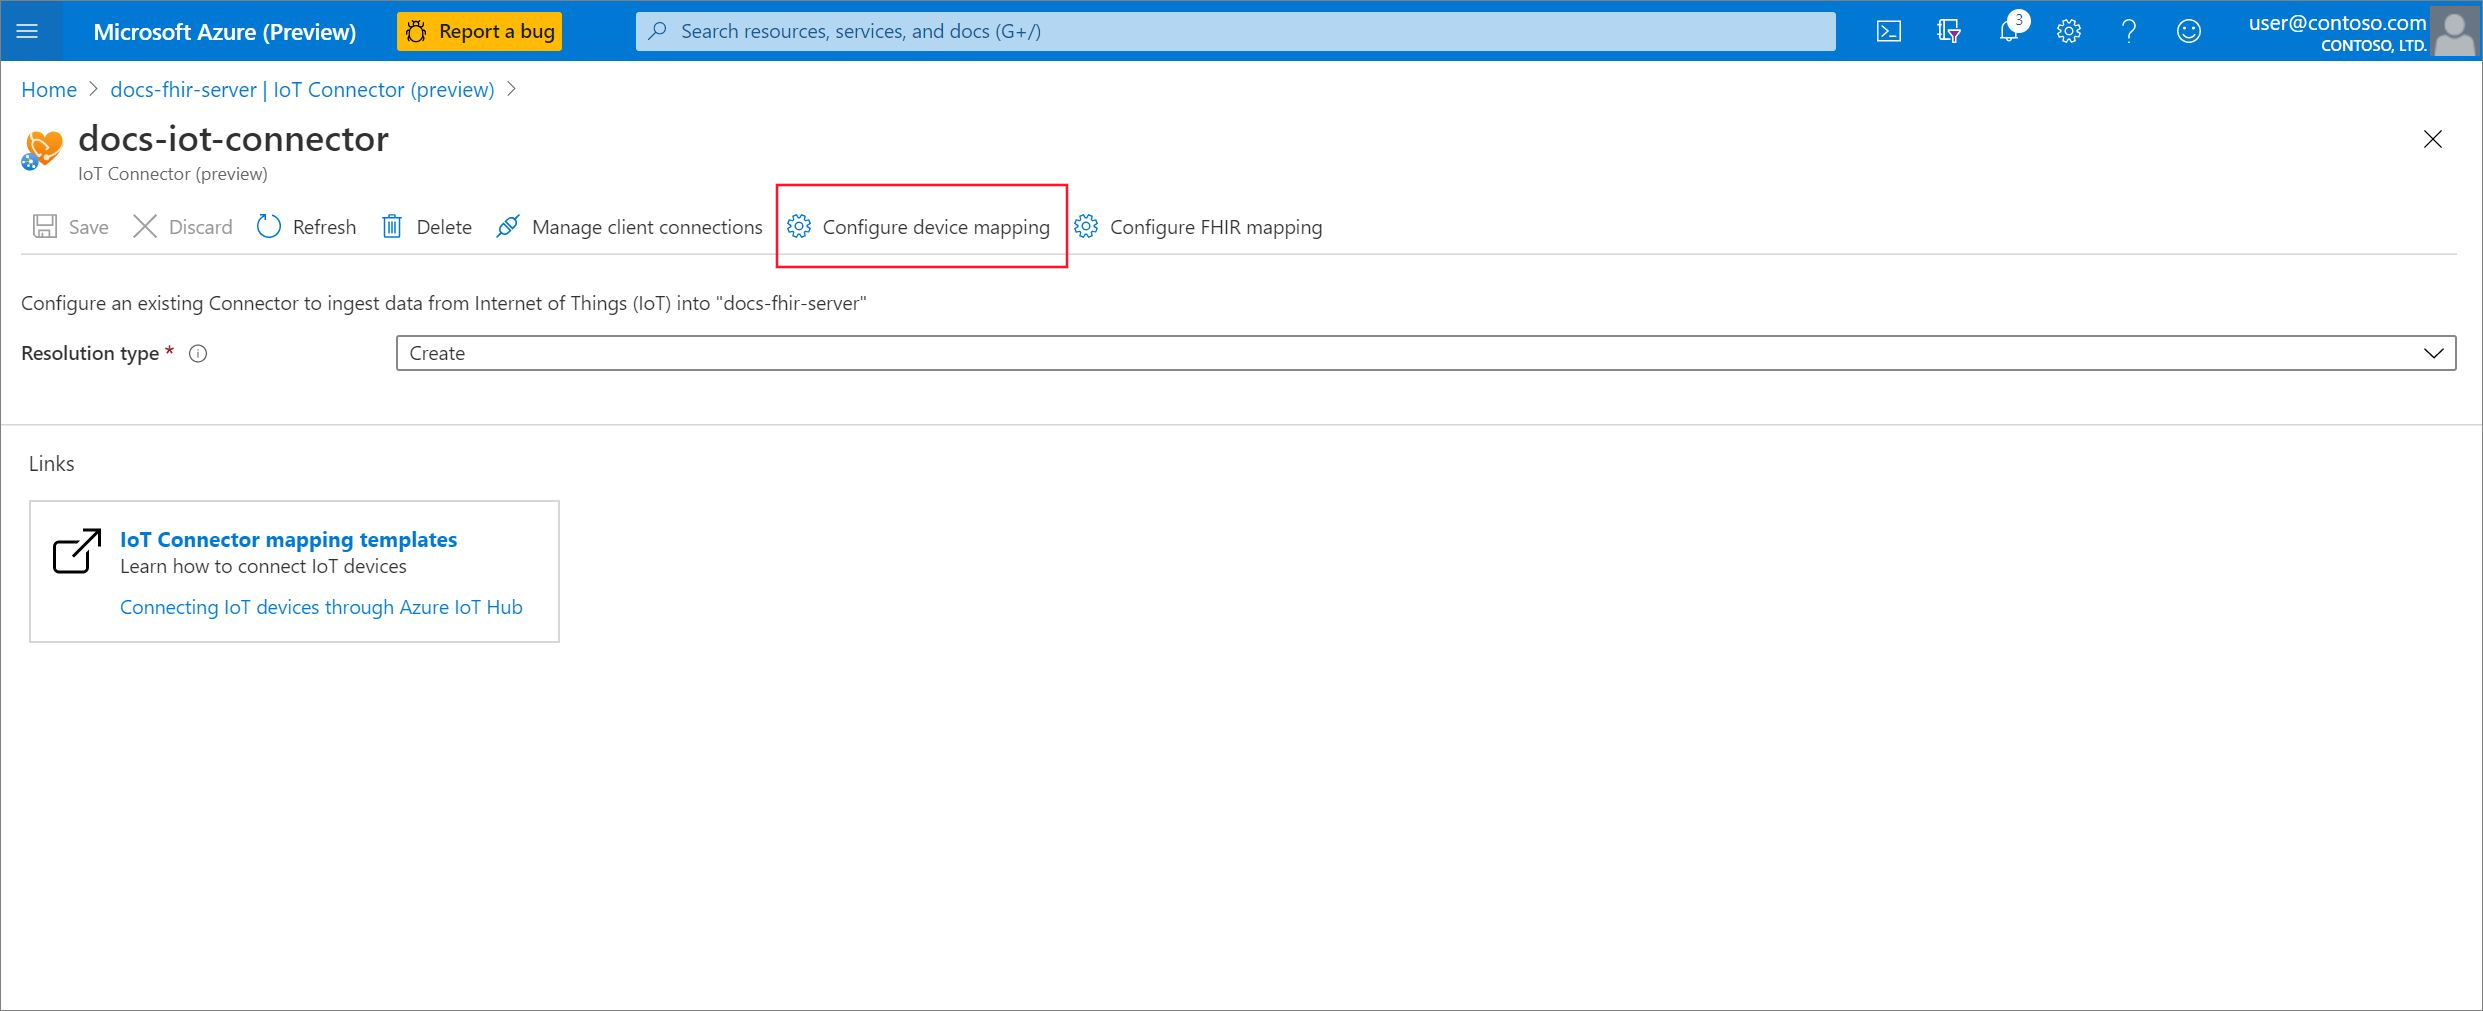 Microsoft Azure (Preview)
Report a bug
Search resources, services, and docs (G+/)
3
user@contoso.com
CONTOSO, LTD.
Home > docs-fhir-server | IoT Connector (preview) >
docs-iot-connector
IoT Connector (preview)
Save
Discard
Refresh
Delete
Manage client connections
Configure device mapping
Configure FHIR mapping
Configure an existing Connector to ingest data from Internet of Things (IoT) into "docs-fhir-server"
Resolution type *
Create
Links
IoT Connector mapping templates
Learn how to connect IoT devices
Connecting IoT devices through Azure IoT Hub